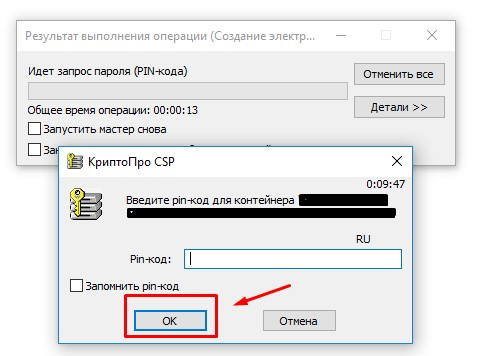 Результат выполнения операции (Создание электр...
Идет запрос пароля (PIN-кода)
Отменить все
Общее время операции: 00:00:13
Детали >>
Запустить мастер снова
КриптоПро CSP
0:09:47
Введите pin-код для контейнера
RU
Pin-код:
Запомнить pin-код
OK
Отмена